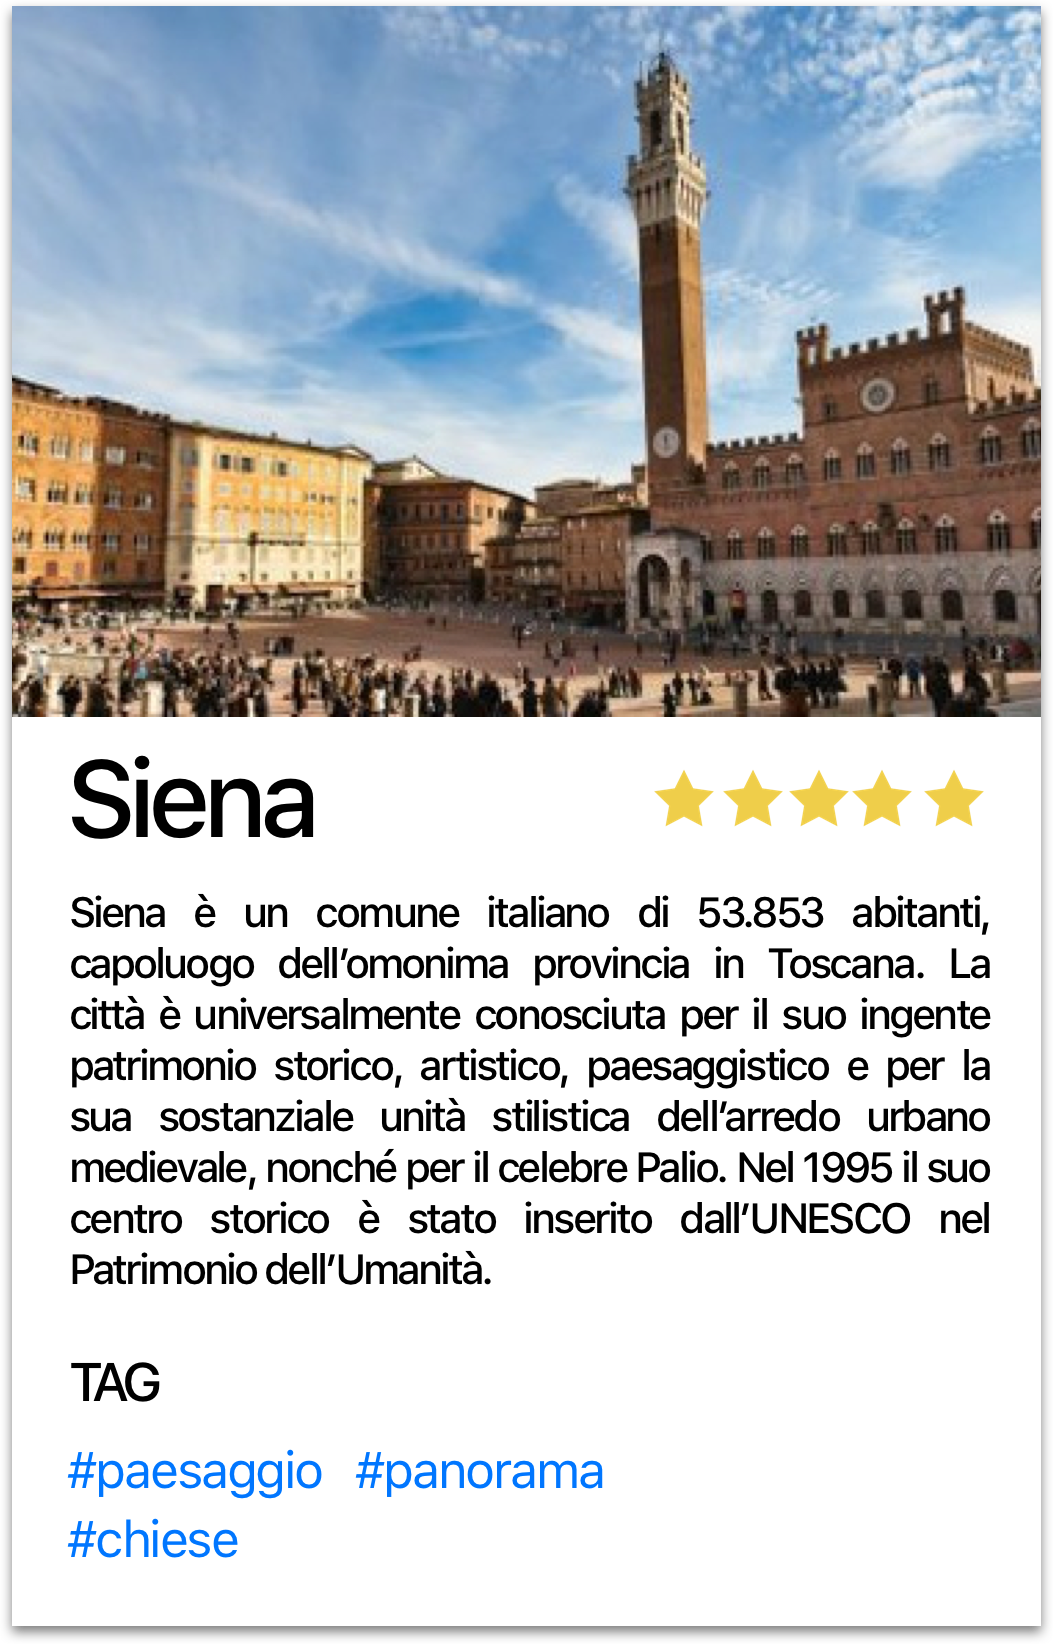 Siena
Siena è un comune italiano di 53.853 abitanti,
capoluogo dell’omonima provincia in Toscana. La
città è universalmente conosciuta per il suo ingente
patrimonio storico, artistico, paesaggistico e per la
sua sostanziale unità stilistica dell’arredo urbano
medievale, nonché per il celebre Palio. Nel 1995 il suo
centro storico è stato inserito dall’UNESCO nel
Patrimonio dell’Umanità.
TAG
#paesaggio #panorama
#chiese